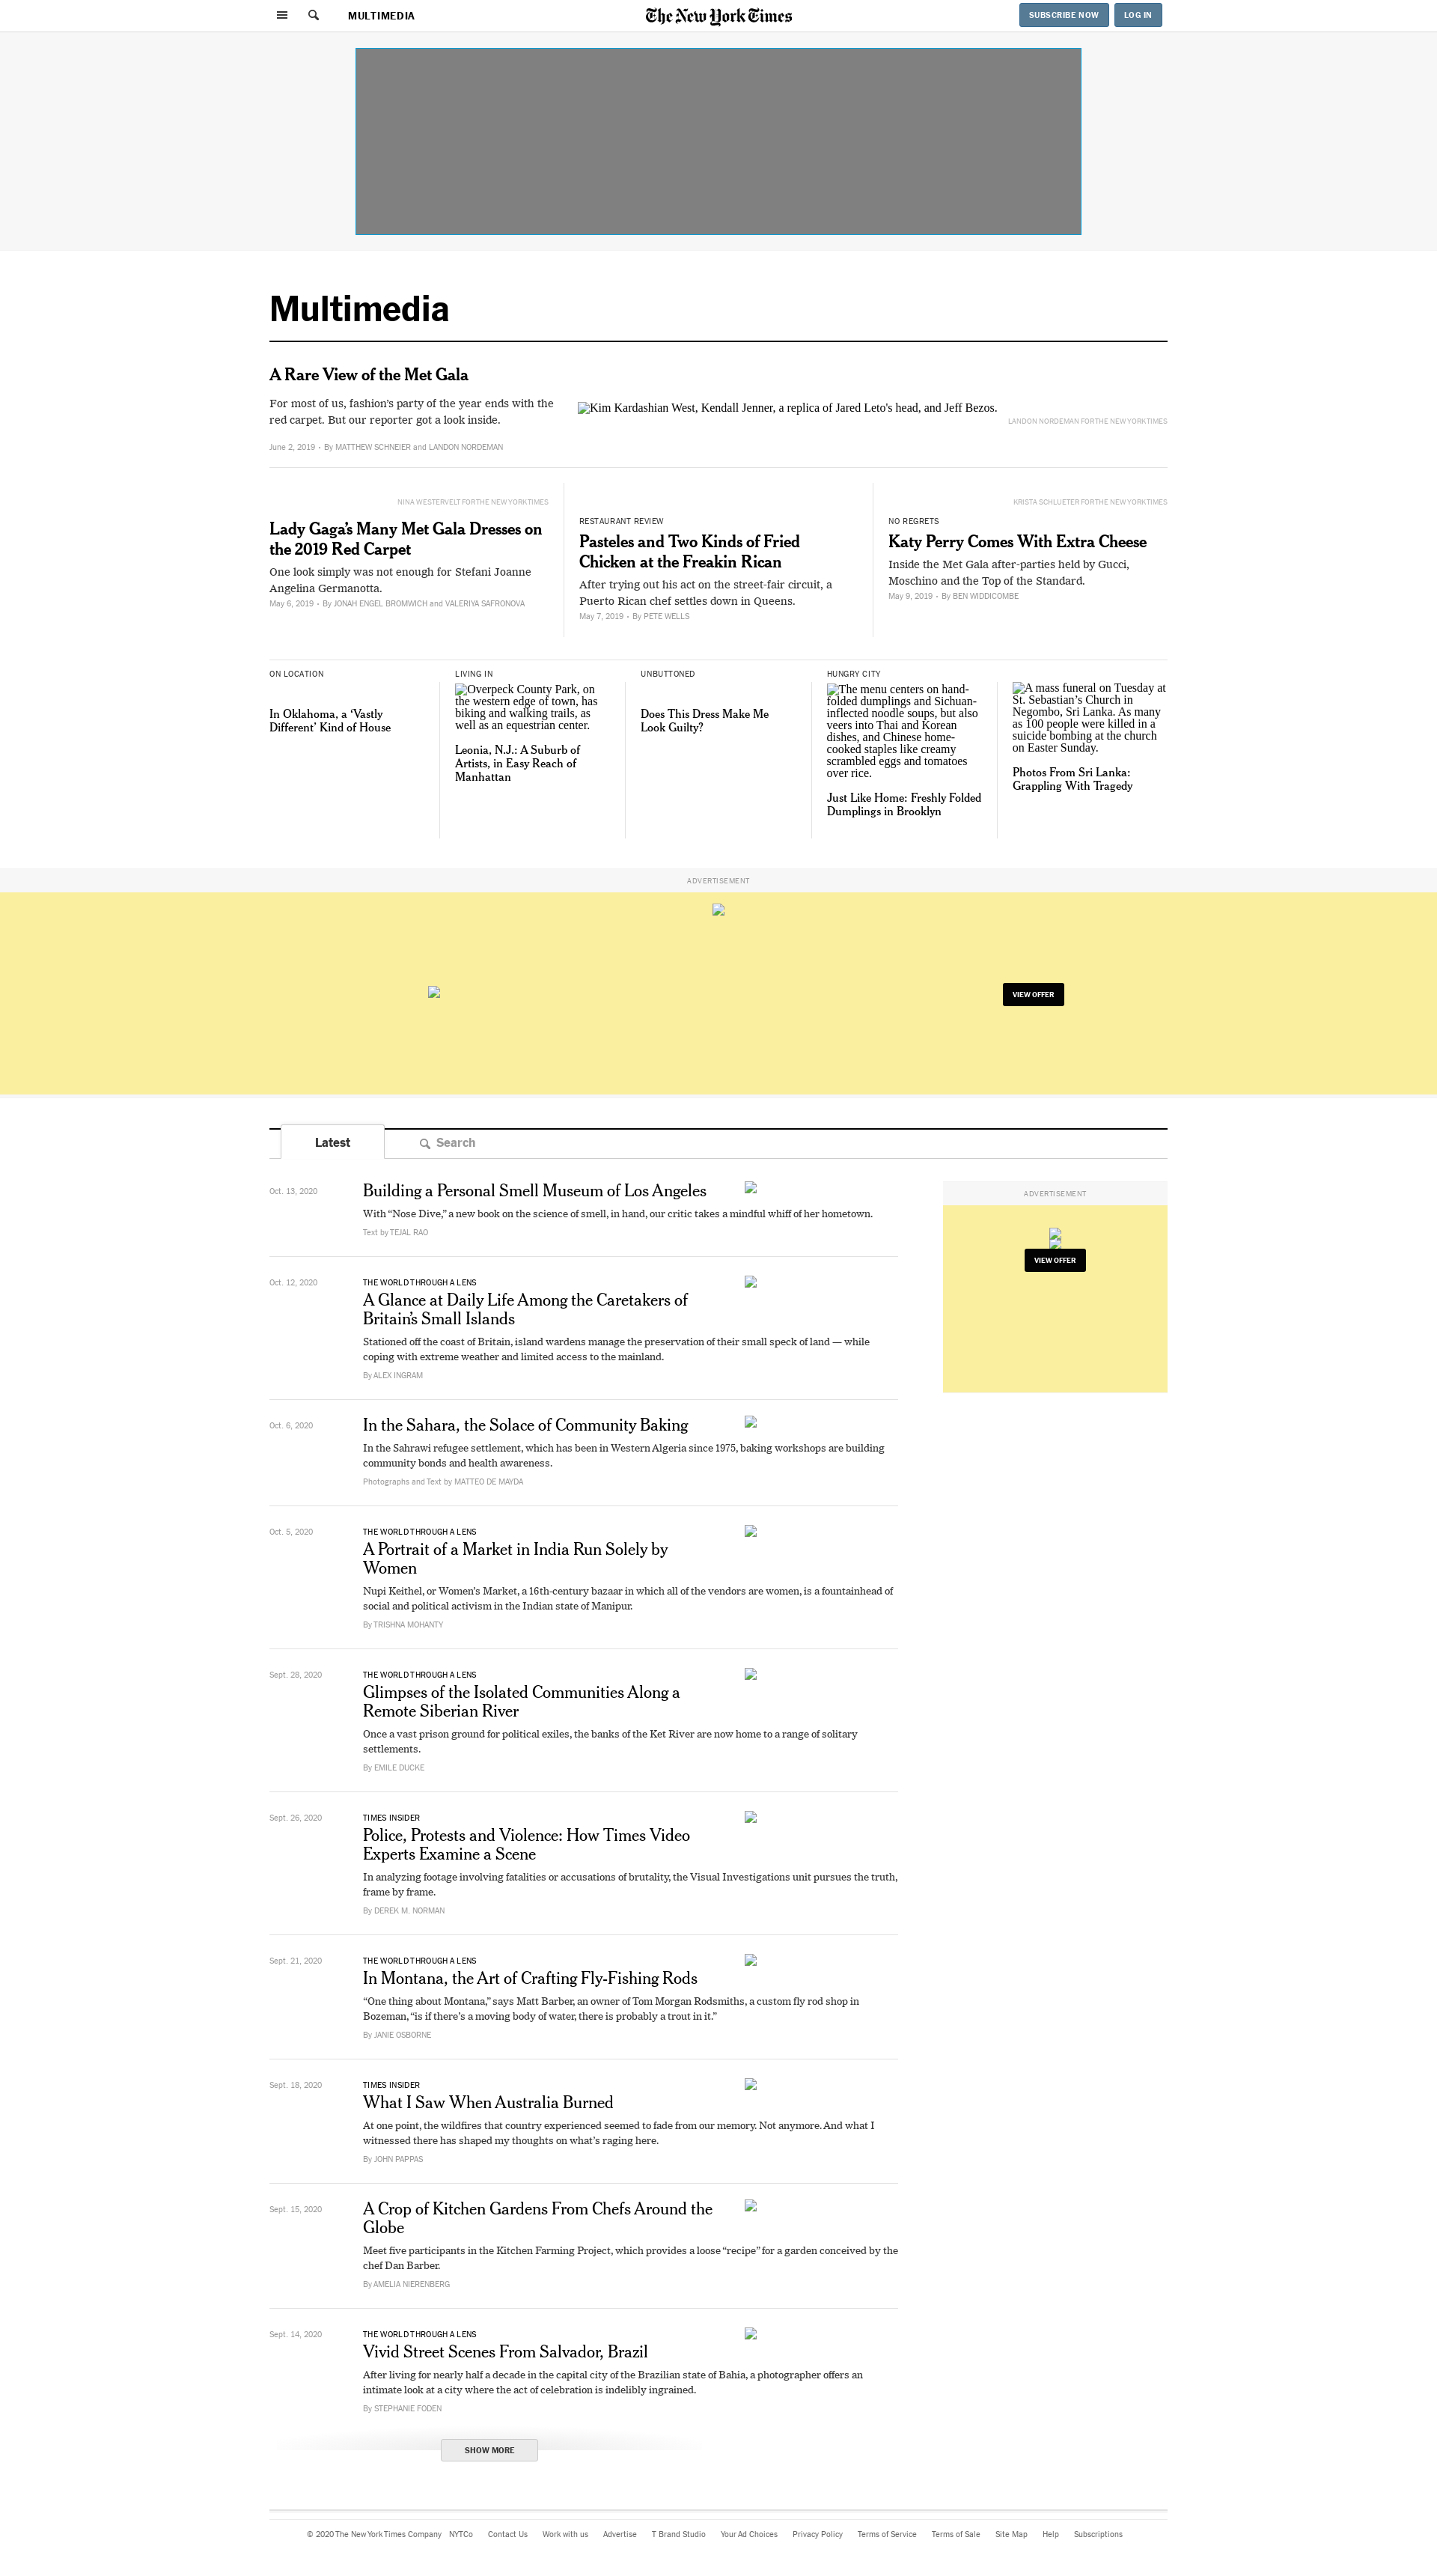 MULTIMEDIA
The New York Times
SUBSCRIBE NOW
LOG IN
Multimedia
A Rare View of the Met Gala
For most of us, fashion’s party of the year ends with the
red carpet. But our reporter got a look inside.
June 2, 2019 • By MATTHEW SCHNEIER and LANDON NORDEMAN
Kim Kardashian West, Kendall Jenner, a replica of Jared Leto's head, and Jeff Bezos.
LANDON NORDEMAN FOR THE NEW YORK TIMES
NINA WESTERVELT FOR THE NEW YORK TIMES
Lady Gaga’s Many Met Gala Dresses on
the 2019 Red Carpet
One look simply was not enough for Stefani Joanne
Angelina Germanotta.
May 6, 2019 • By JONAH ENGEL BROMWICH and VALERIYA SAFRONOVA
RESTAURANT REVIEW
Pasteles and Two Kinds of Fried
Chicken at the Freakin Rican
After trying out his act on the street-fair circuit, a
Puerto Rican chef settles down in Queens.
May 7, 2019 • By PETE WELLS
KRISTA SCHLUETER FOR THE NEW YORK TIMES
NO REGRETS
Katy Perry Comes With Extra Cheese
Inside the Met Gala after-parties held by Gucci,
Moschino and the Top of the Standard.
May 9, 2019 • By BEN WIDDICOMBE
ON LOCATION
In Oklahoma, a ‘Vastly
Different’ Kind of House
LIVING IN
Overpeck County Park, on
the western edge of town, has
biking and walking trails, as
well as an equestrian center.
Leonia, N.J.: A Suburb of
Artists, in Easy Reach of
Manhattan
UNBUTTONED
Does This Dress Make Me
Look Guilty?
HUNGRY CITY
The menu centers on hand-
folded dumplings and Sichuan-
inflected noodle soups, but also
veers into Thai and Korean
dishes, and Chinese home-
cooked staples like creamy
scrambled eggs and tomatoes
over rice.
Just Like Home: Freshly Folded
Dumplings in Brooklyn
A mass funeral on Tuesday at
St. Sebastian’s Church in
Negombo, Sri Lanka. As many
as 100 people were killed in a
suicide bombing at the church
on Easter Sunday.
Photos From Sri Lanka:
Grappling With Tragedy
ADVERTISEMENT
VIEW OFFER
Latest
Search
Oct. 13, 2020
Building a Personal Smell Museum of Los Angeles
With “Nose Dive,” a new book on the science of smell, in hand, our critic takes a mindful whiff of her hometown.
Text by TEJAL RAO
ADVERTISEMENT
VIEW OFFER
Oct. 12, 2020
THE WORLD THROUGH A LENS
A Glance at Daily Life Among the Caretakers of
Britain’s Small Islands
Stationed off the coast of Britain, island wardens manage the preservation of their small speck of land — while
coping with extreme weather and limited access to the mainland.
By ALEX INGRAM
Oct. 6, 2020
In the Sahara, the Solace of Community Baking
In the Sahrawi refugee settlement, which has been in Western Algeria since 1975, baking workshops are building
community bonds and health awareness.
Photographs and Text by MATTEO DE MAYDA
Oct. 5, 2020
THE WORLD THROUGH A LENS
A Portrait of a Market in India Run Solely by
Women
Nupi Keithel, or Women’s Market, a 16th-century bazaar in which all of the vendors are women, is a fountainhead of
social and political activism in the Indian state of Manipur.
By TRISHNA MOHANTY
Sept. 28, 2020
THE WORLD THROUGH A LENS
Glimpses of the Isolated Communities Along a
Remote Siberian River
Once a vast prison ground for political exiles, the banks of the Ket River are now home to a range of solitary
settlements.
By EMILE DUCKE
Sept. 26, 2020
TIMES INSIDER
Police, Protests and Violence: How Times Video
Experts Examine a Scene
In analyzing footage involving fatalities or accusations of brutality, the Visual Investigations unit pursues the truth,
frame by frame.
By DEREK M. NORMAN
Sept. 21, 2020
THE WORLD THROUGH A LENS
In Montana, the Art of Crafting Fly-Fishing Rods
“One thing about Montana,” says Matt Barber, an owner of Tom Morgan Rodsmiths, a custom fly rod shop in
Bozeman, “is if there’s a moving body of water, there is probably a trout in it.”
By JANIE OSBORNE
Sept. 18, 2020
TIMES INSIDER
What I Saw When Australia Burned
At one point, the wildfires that country experienced seemed to fade from our memory. Not anymore. And what I
witnessed there has shaped my thoughts on what’s raging here.
By JOHN PAPPAS
Sept. 15, 2020
A Crop of Kitchen Gardens From Chefs Around the
Globe
Meet five participants in the Kitchen Farming Project, which provides a loose “recipe” for a garden conceived by the
chef Dan Barber.
By AMELIA NIERENBERG
Sept. 14, 2020
THE WORLD THROUGH A LENS
Vivid Street Scenes From Salvador, Brazil
After living for nearly half a decade in the capital city of the Brazilian state of Bahia, a photographer offers an
intimate look at a city where the act of celebration is indelibly ingrained.
By STEPHANIE FODEN
SHOW MORE
© 2020 The New York Times Company NYTCo Contact Us Work with us Advertise T Brand Studio Your Ad Choices Privacy Policy Terms of Service Terms of Sale Site Map Help Subscriptions